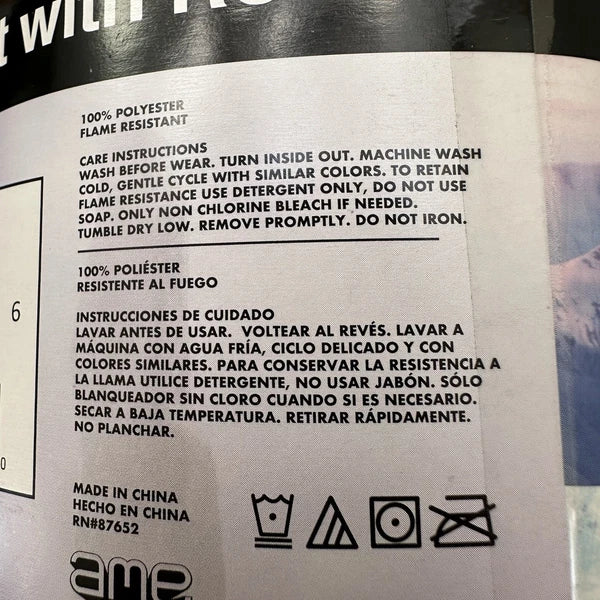 t with
100% POLYESTER
FLAME RESISTANT
CARE INSTRUCTIONS
WASH BEFORE WEAR. TURN INSIDE OUT. MACHINE WASH
COLD, GENTLE CYCLE WITH SIMILAR COLORS. TO RETAIN
FLAME RESISTANCE USE DETERGENT ONLY, DO NOT USE
SOAP. ONLY NON CHLORINE BLEACH IF NEEDED.
TUMBLE DRY LOW. REMOVE PROMPTLY. DO NOT IRON.
100% POLIÉSTER
RESISTENTE AL FUEGO
6
INSTRUCCIONES DE CUIDADO
LAVAR ANTES DE USAR. VOLTEAR AL REVÉS. LAVAR A
MÁQUINA CON AGUA FRÍA, CICLO DELICADO Y CON
COLORES SIMILARES. PARA CONSERVAR LA RESISTENCIA A
LA LLAMA UTILICE DETERGENTE, NO USAR JABÓN. SÓLO
BLANQUEADOR SIN CLORO CUANDO SI ES NECESARIO.
SECAR A BAJA TEMPERATURA. RETIRAR RÁPIDAMENTE.
NO PLANCHAR.
0
MADE IN CHINA
HECHO EN CHINA
RN#87652
ame